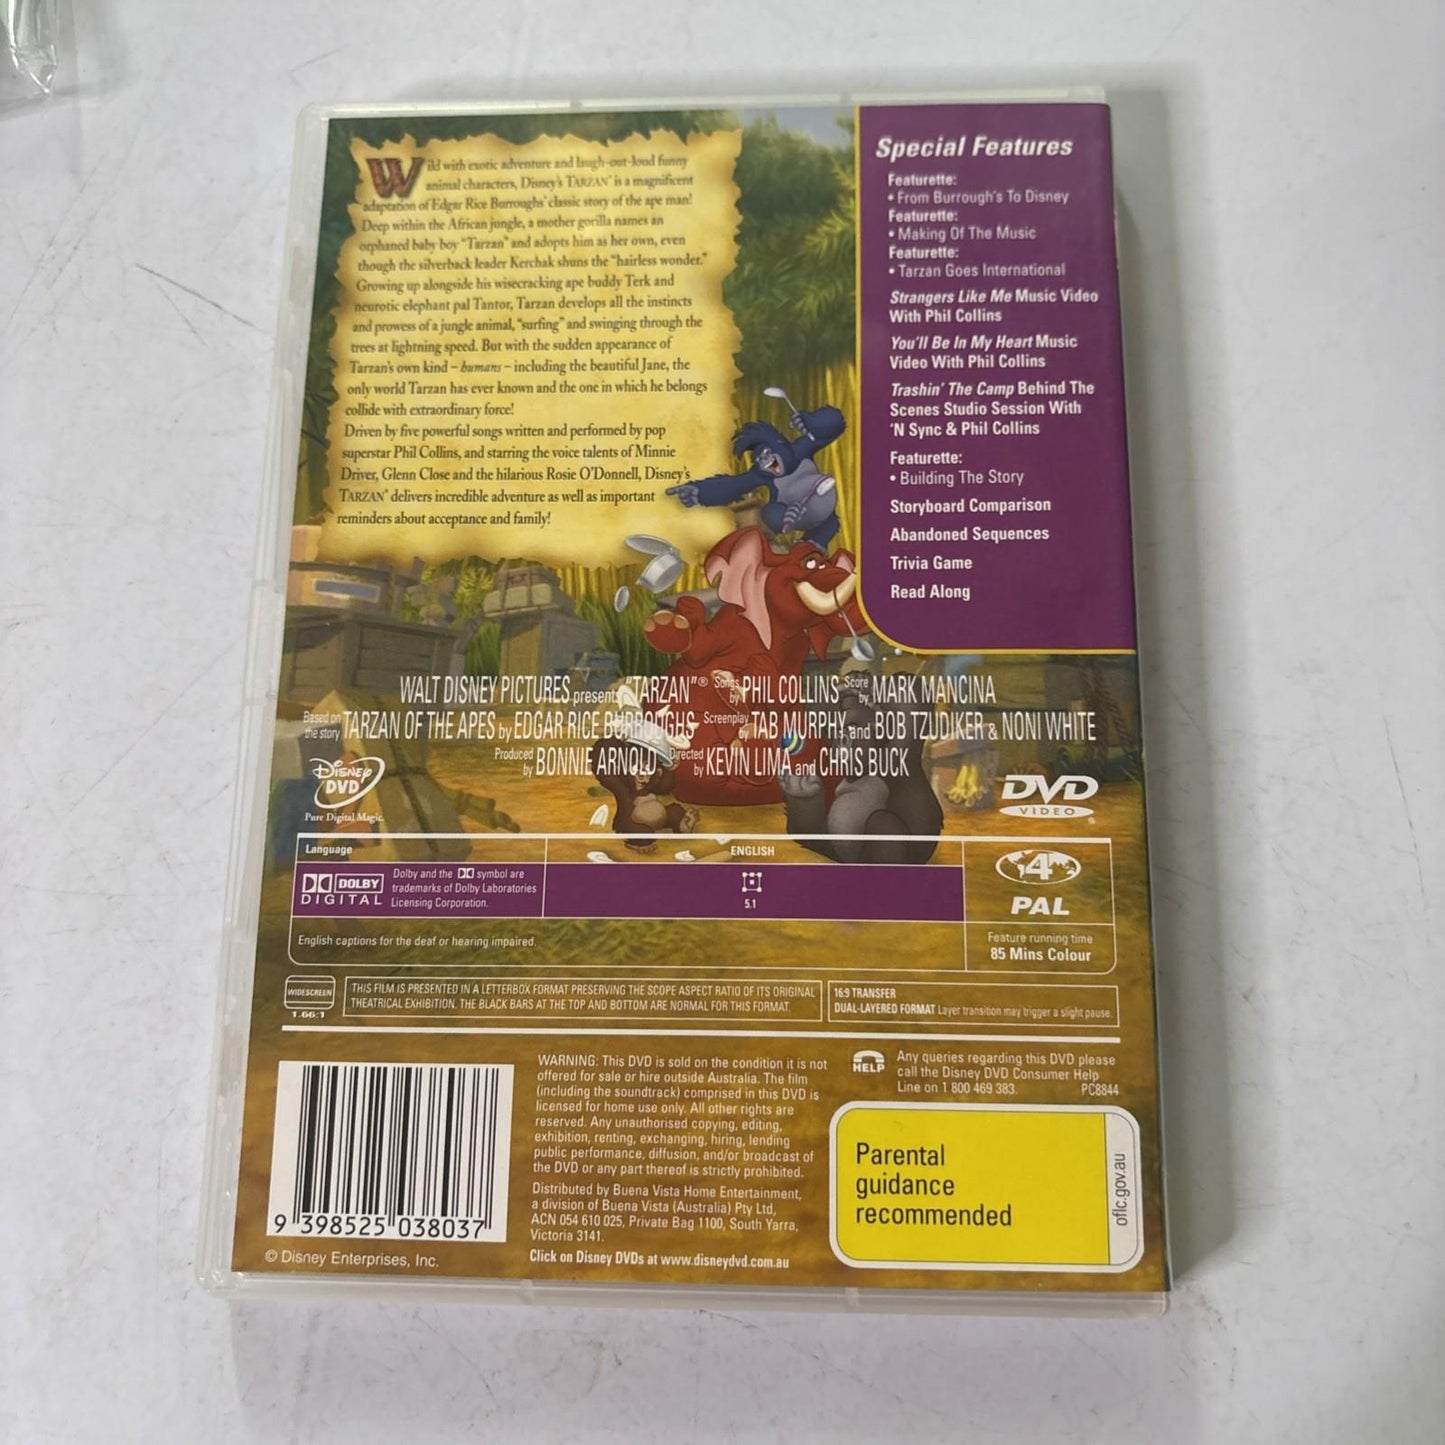 Wild with exotic adventure and laugh-out-loud funny
animal characters, Disney's TARZAN® is a magnificent
adaptation of Edgar Rice Burroughs' classic story of the ape man!
Deep within the African jungle, a mother gorilla names an
orphaned baby boy "Tarzan" and adopts him as her own, even
though the silverback leader Kerchak shuns the "hairless wonder."
Growing up alongside his wisecracking ape buddy Terk and
neurotic elephant pal Tantor, Tarzan develops all the instincts
and prowess of a jungle animal, "surfing" and swinging through the
trees at lightning speed. But with the sudden appearance of
Tarzan's own kind – humans – including the beautiful Jane, the
only world Tarzan has ever known and the one in which he belongs
collide with extraordinary force!
Driven by five powerful songs written and performed by pop
superstar Phil Collins, and starring the voice talents of Minnie
Driver, Glenn Close and the hilarious Rosie O'Donnell, Disney's
TARZAN® delivers incredible adventure as well as important
reminders about acceptance and family!
Special Features
Featurette:
• From Burrough's To Disney
Featurette:
• Making Of The Music
Featurette:
• Tarzan Goes International
Strangers Like Me Music Video
With Phil Collins
You'll Be In My Heart Music
Video With Phil Collins
Trashin' The Camp Behind The
Scenes Studio Session With
'N Sync & Phil Collins
Featurette:
• Building The Story
Storyboard Comparison
Abandoned Sequences
Trivia Game
Read Along
WALT DISNEY PICTURES presents "TARZAN"® Songs by PHIL COLLINS Score by MARK MANCINA
Based on the story TARZAN OF THE APES by EDGAR RICE BURROUGHS Screenplay by TAB MURPHY and BOB TZUDIKER & NONI WHITE
Produced by BONNIE ARNOLD Directed by KEVIN LIMA and CHRIS BUCK
DISNEY
DVD
Pure Digital Magic.
DVD
VIDEO
Language
ENGLISH
DOLBY
DIGITAL
Dolby and the DD symbol are
trademarks of Dolby Laboratories
Licensing Corporation.
5.1
4
PAL
English captions for the deaf or hearing impaired.
Feature running time
85 Mins Colour
WIDESCREEN
1.66:1
THIS FILM IS PRESENTED IN A LETTERBOX FORMAT PRESERVING THE SCOPE ASPECT RATIO OF ITS ORIGINAL
THEATRICAL EXHIBITION. THE BLACK BARS AT THE TOP AND BOTTOM ARE NORMAL FOR THIS FORMAT.
16:9 TRANSFER
DUAL-LAYERED FORMAT Layer transition may trigger a slight pause.
9 398525 038037
© Disney Enterprises, Inc.
WARNING: This DVD is sold on the condition it is not
offered for sale or hire outside Australia. The film
(including the soundtrack) comprised in this DVD is
licensed for home use only. All other rights are
reserved. Any unauthorised copying, editing,
exhibition, renting, exchanging, hiring, lending
public performance, diffusion, and/or broadcast of
the DVD or any part thereof is strictly prohibited.
Distributed by Buena Vista Home Entertainment,
a division of Buena Vista (Australia) Pty Ltd,
ACN 054 610 025, Private Bag 1100, South Yarra,
Victoria 3141.
Click on Disney DVDs at www.disneydvd.com.au
HELP
Any queries regarding this DVD please
call the Disney DVD Consumer Help
Line on 1 800 469 383.
PC8844
Parental
guidance
recommended
oflc.gov.au